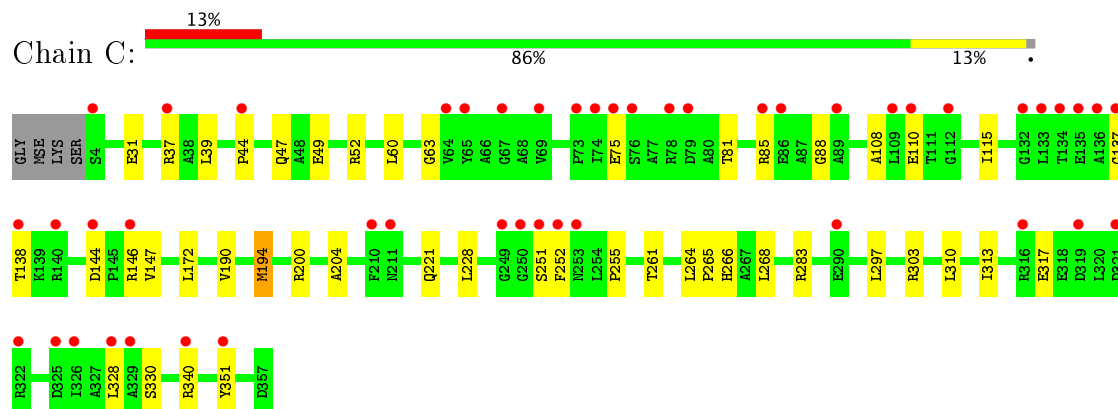 13%
Chain C:
86% 13% •
GLY MSE LYS SER S4 E31 R37 A38 L39 P44 Q47 A48 E49 R52 L60 G63 V64 Y65 A66 G67 A68 V69 P73 I74 E75 S76 A77 R78 D79 A80 T81 R85 E86 A87 G88 A89 A108 L109 E110 T111 G112 I115 G132 L133 T134 E135 A136 G137
T138 K139 R140 D144 P145 R146 V147 L172 V190 M194 R200 A204 F210 N211 Q221 L228 G249 G250 S251 F252 N253 L254 P255 T261 L264 P265 H266 A267 L268 R283 E290 L297 R303 L310 I313 R316 E317 E318 D319 L320 D321
R322 D325 I326 A327 L328 A329 S330 R340 Y351 D357